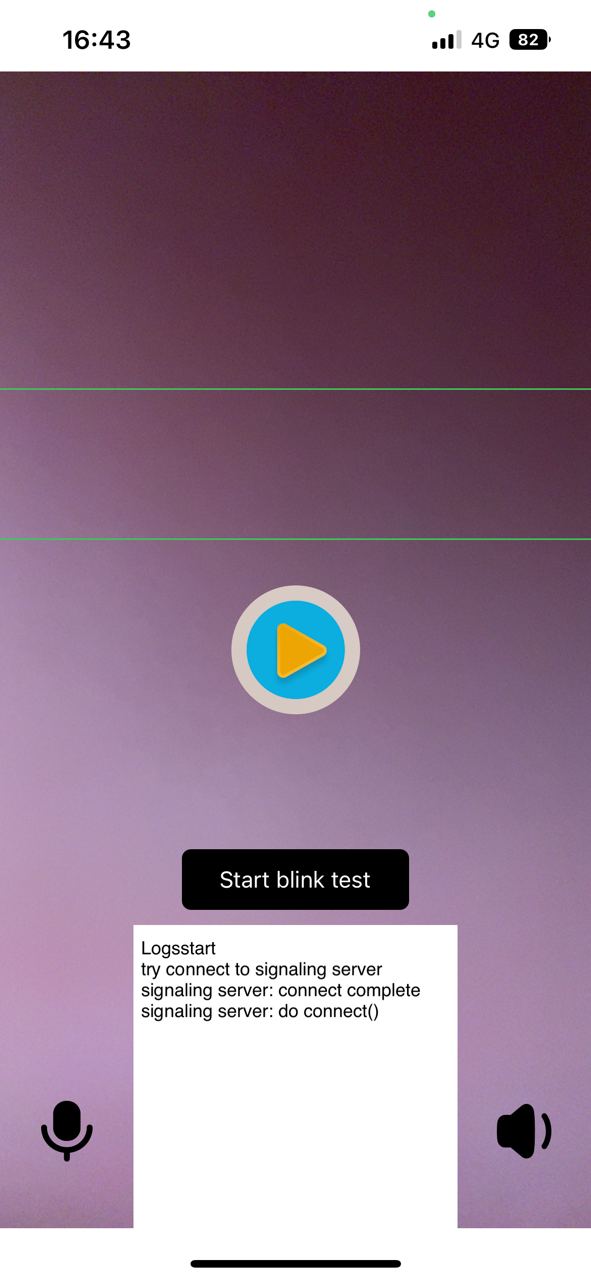 16:43
4G
82
Start blink test
Logsstart
try connect to signaling server
signaling server: connect complete
signaling server: do connect()